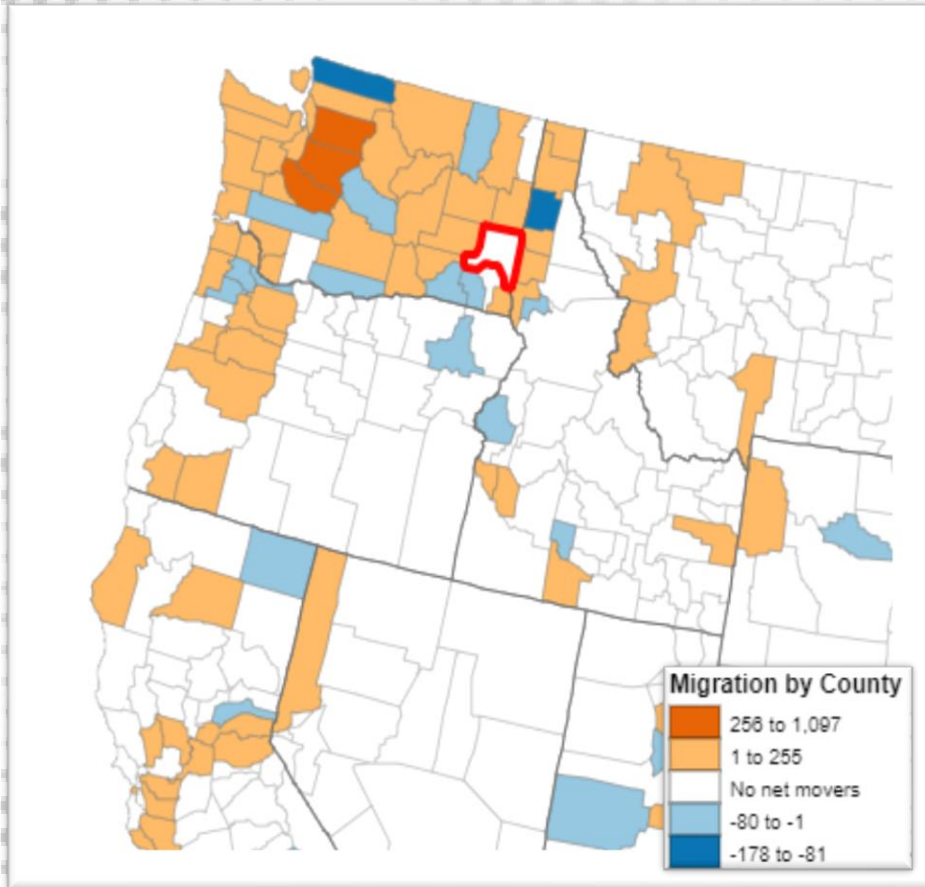 Migration by County
256 to 1,097
1 to 255
No net movers
-80 to -1
-178 to -81